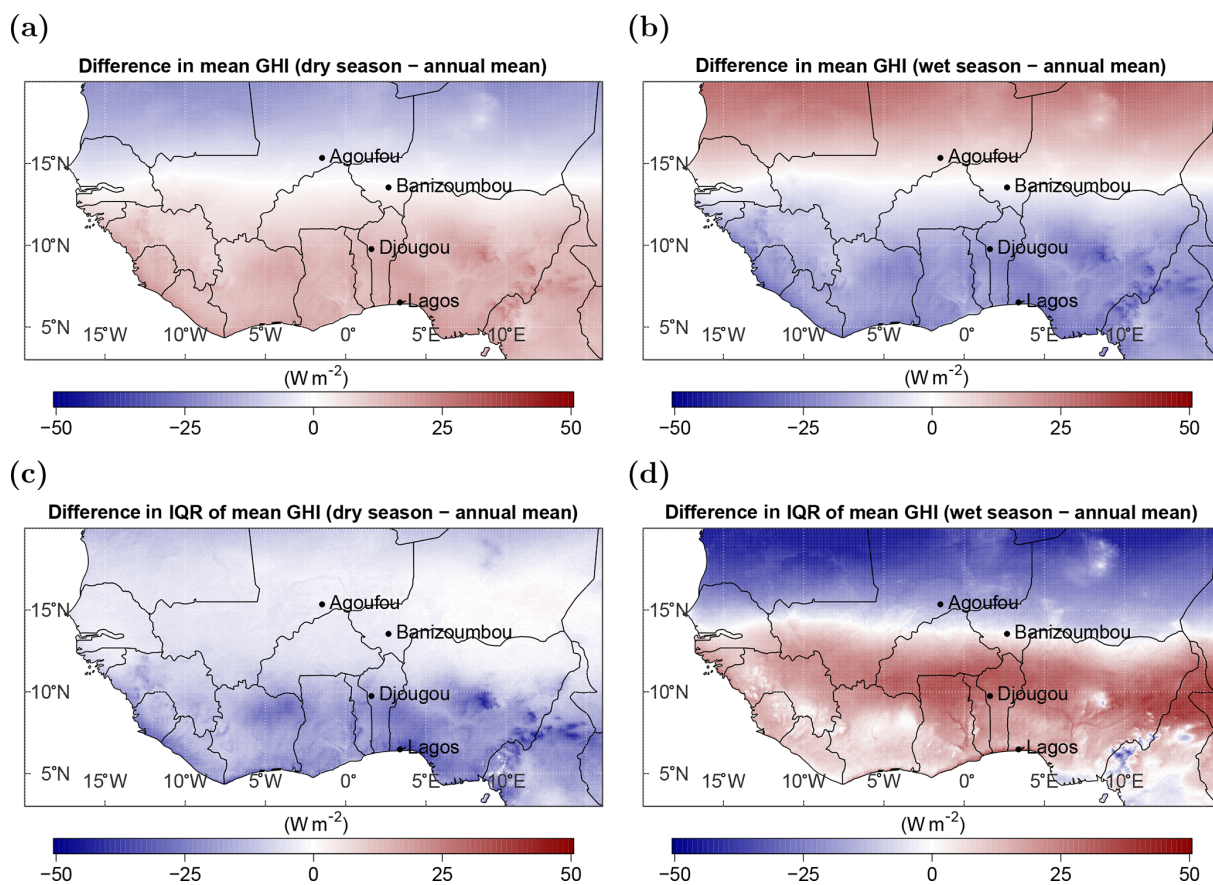 (a)
Difference in mean GHI (dry season − annual mean)
15°N
10°N
5°N
Agoufou
Banizoumbou
Djougou
Lagos
15°W 10°W 5°W 0° 5°E 10°E
(W m−2)
−50 −25 0 25 50
(b)
Difference in mean GHI (wet season − annual mean)
15°N
10°N
5°N
Agoufou
Banizoumbou
Djougou
Lagos
15°W 10°W 5°W 0° 5°E 10°E
(W m−2)
−50 −25 0 25 50
(c)
Difference in IQR of mean GHI (dry season − annual mean)
15°N
10°N
5°N
Agoufou
Banizoumbou
Djougou
Lagos
15°W 10°W 5°W 0° 5°E 10°E
(W m−2)
−50 −25 0 25 50
(d)
Difference in IQR of mean GHI (wet season − annual mean)
15°N
10°N
5°N
Agoufou
Banizoumbou
Djougou
Lagos
15°W 10°W 5°W 0° 5°E 10°E
(W m−2)
−50 −25 0 25 50